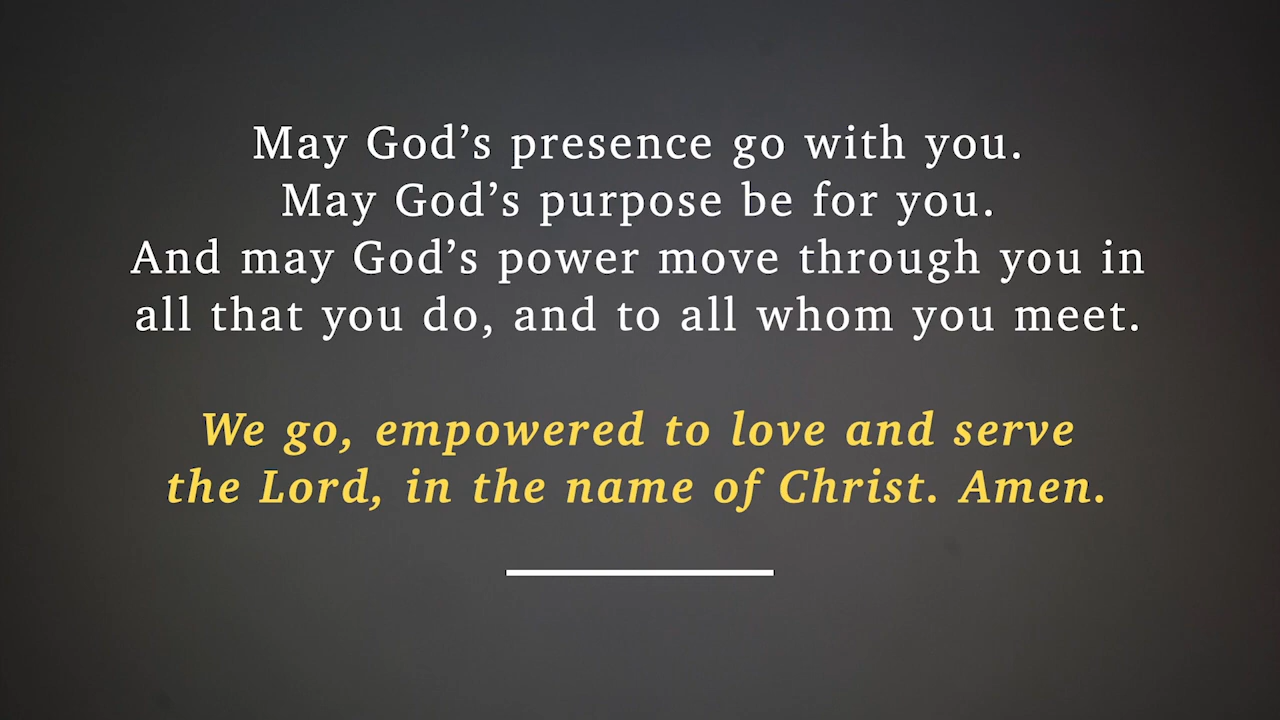 May God’s presence go with you.
May God’s purpose be for you.
And may God’s power move through you in
all that you do, and to all whom you meet.
We go, empowered to love and serve
the Lord, in the name of Christ. Amen.